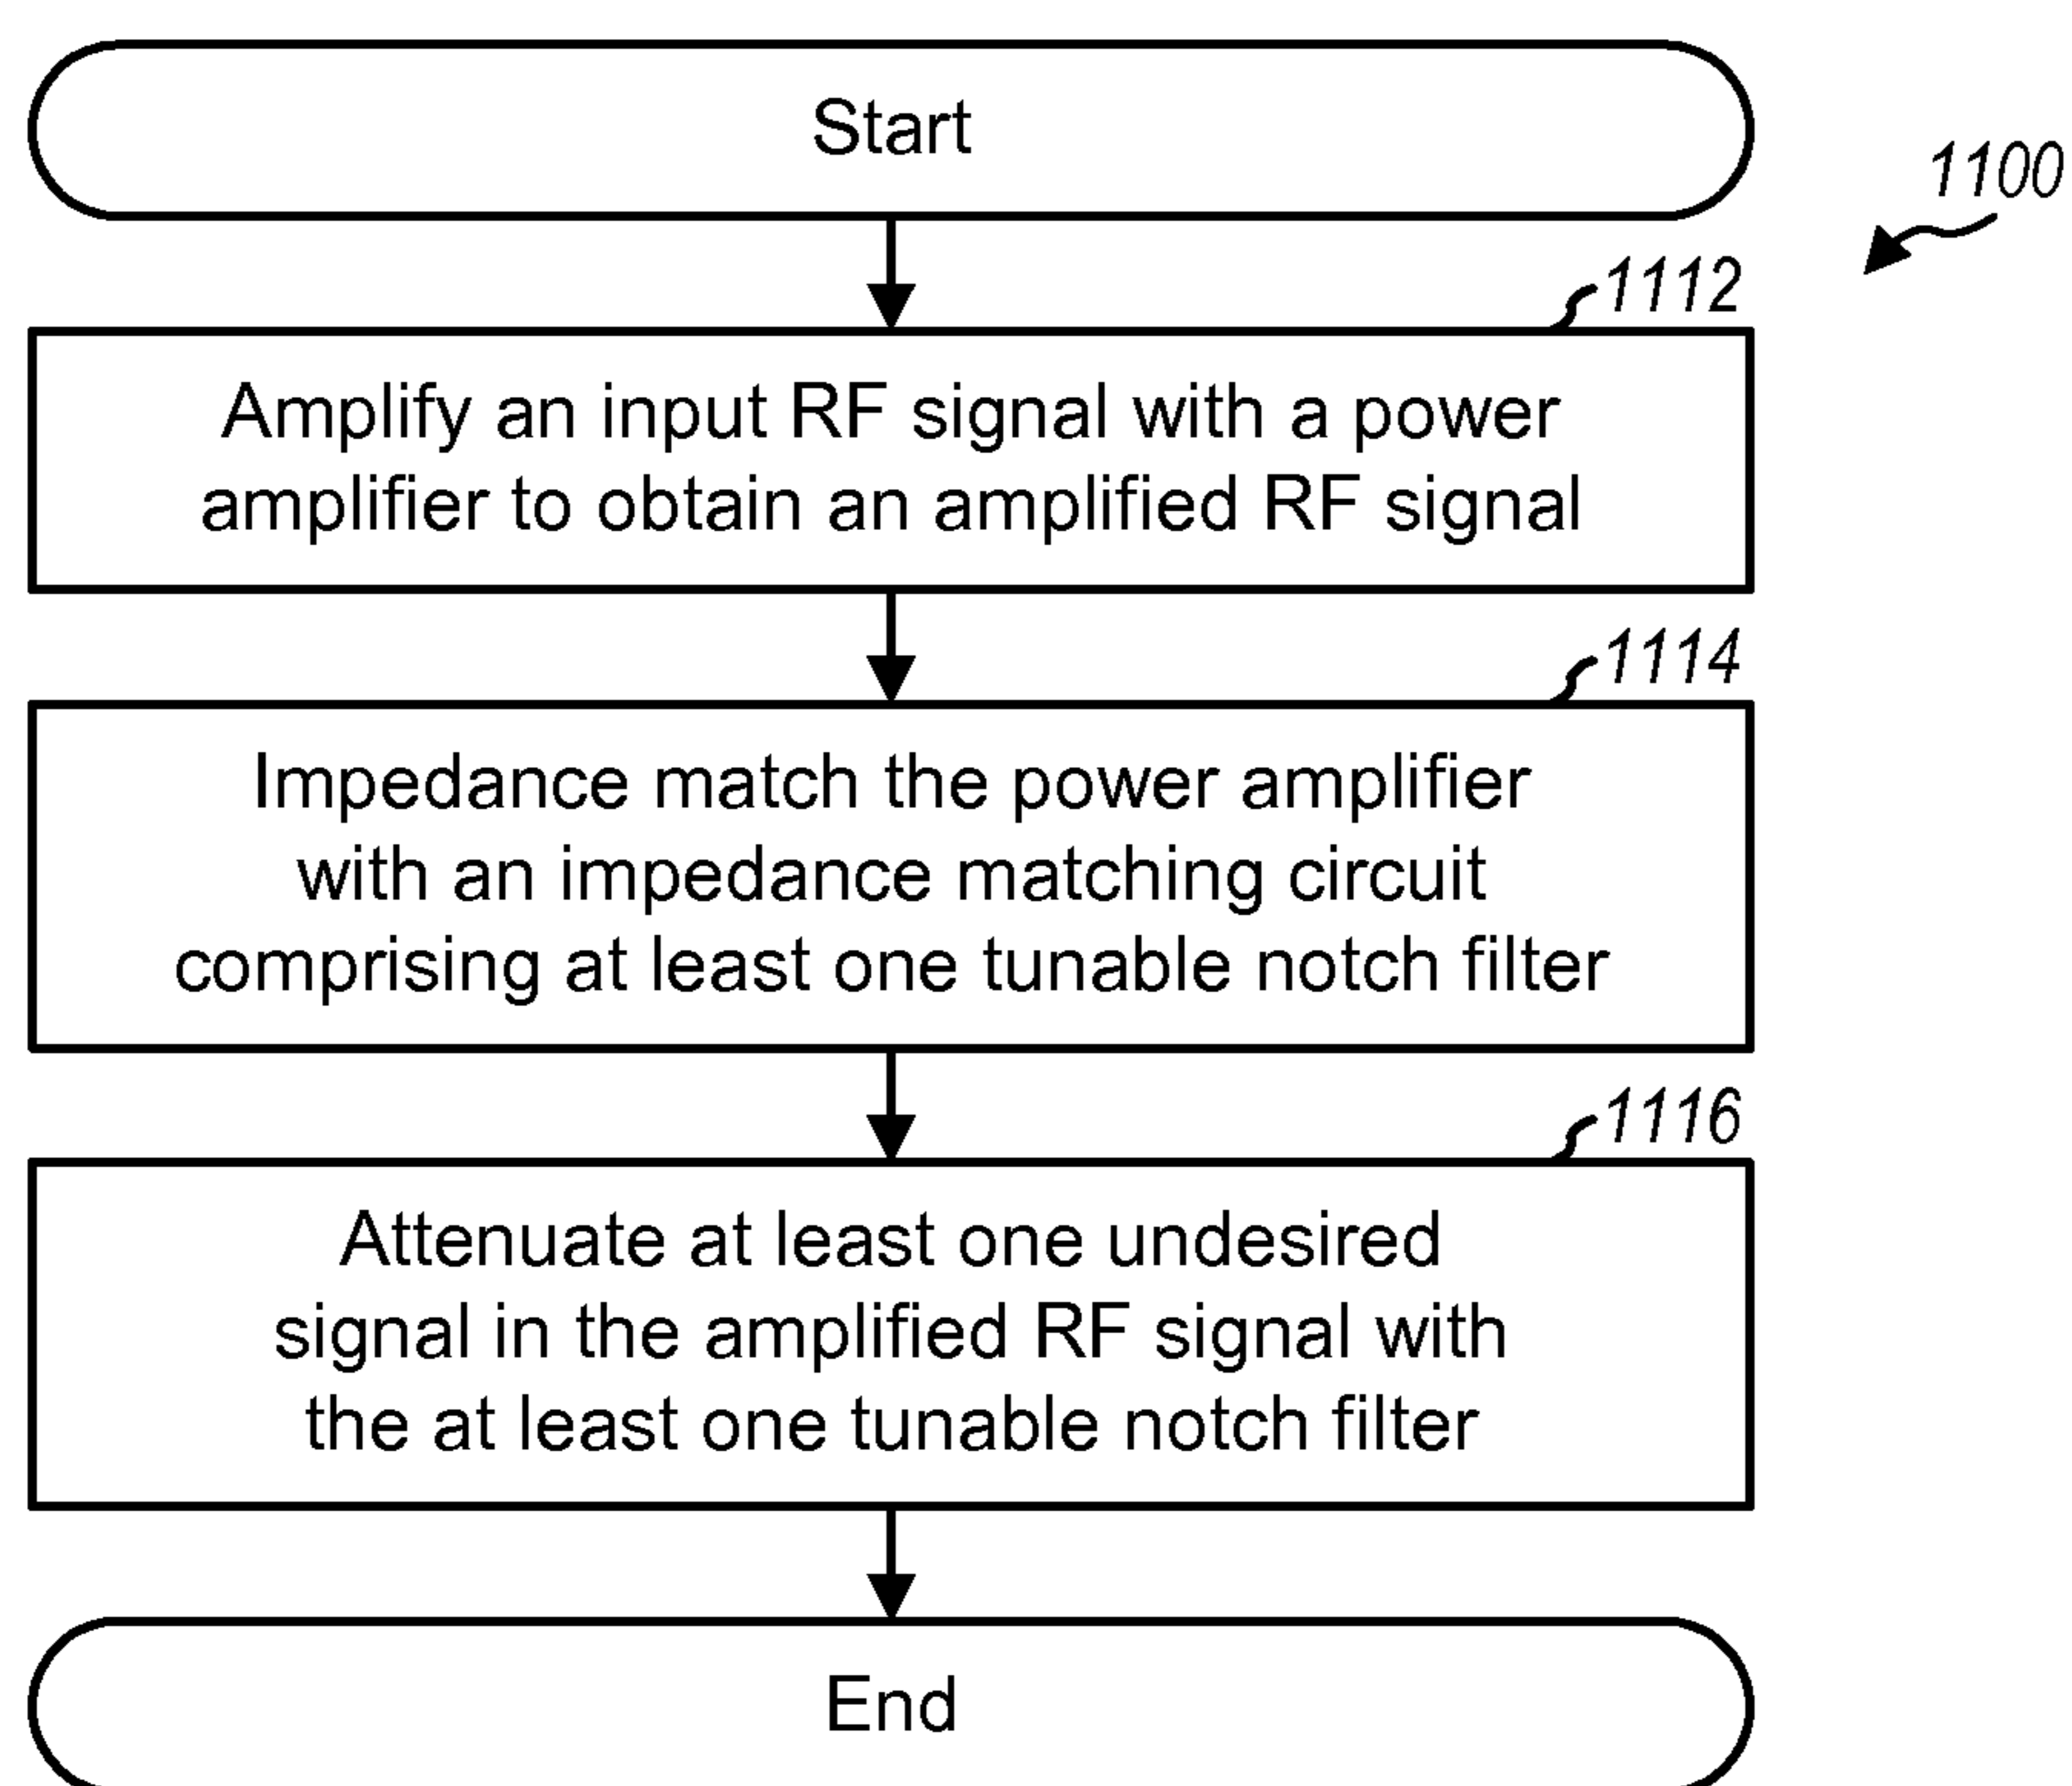 Start
1100
1112
Amplify an input RF signal with a power
amplifier to obtain an amplified RF signal
1114
Impedance match the power amplifier
with an impedance matching circuit
comprising at least one tunable notch filter
1116
Attenuate at least one undesired
signal in the amplified RF signal with
the at least one tunable notch filter
End